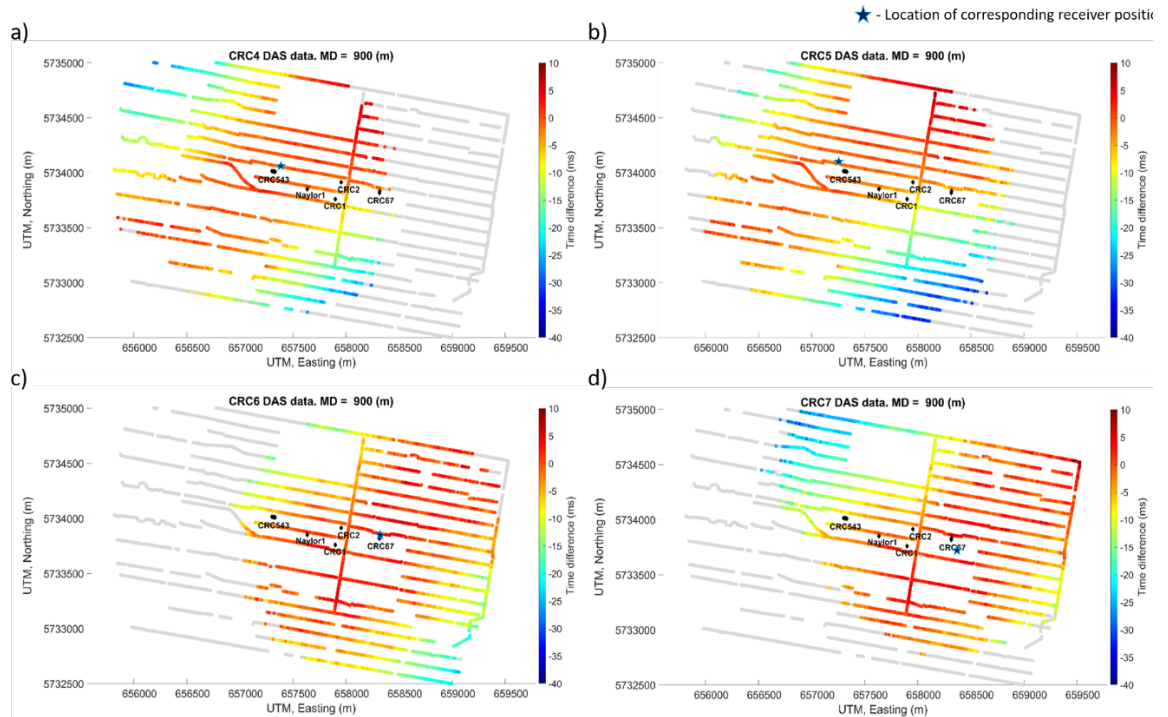 ★ - Location of corresponding receiver positio
a)
CRC4 DAS data. MD = 900 (m)
5735000
5734500
5734000
5733500
5733000
5732500
UTM, Northing (m)
CRC543
Naylor1
CRC2
CRC1
CRC67
656000 656500 657000 657500 658000 658500 659000 659500
UTM, Easting (m)
10
5
0
-5
-10
-15
-20
-25
-30
-35
-40
Time difference (ms)
b)
CRC5 DAS data. MD = 900 (m)
5735000
5734500
5734000
5733500
5733000
5732500
UTM, Northing (m)
CRC543
Naylor1
CRC2
CRC1
CRC67
656000 656500 657000 657500 658000 658500 659000 659500
UTM, Easting (m)
10
5
0
-5
-10
-15
-20
-25
-30
-35
-40
Time difference (ms)
c)
CRC6 DAS data. MD = 900 (m)
5735000
5734500
5734000
5733500
5733000
5732500
UTM, Northing (m)
CRC543
Naylor1
CRC2
CRC1
CRC67
656000 656500 657000 657500 658000 658500 659000 659500
UTM, Easting (m)
10
5
0
-5
-10
-15
-20
-25
-30
-35
-40
Time difference (ms)
d)
CRC7 DAS data. MD = 900 (m)
5735000
5734500
5734000
5733500
5733000
5732500
UTM, Northing (m)
CRC543
Naylor1
CRC2
CRC1
CRC67
656000 656500 657000 657500 658000 658500 659000 659500
UTM, Easting (m)
10
5
0
-5
-10
-15
-20
-25
-30
-35
-40
Time difference (ms)